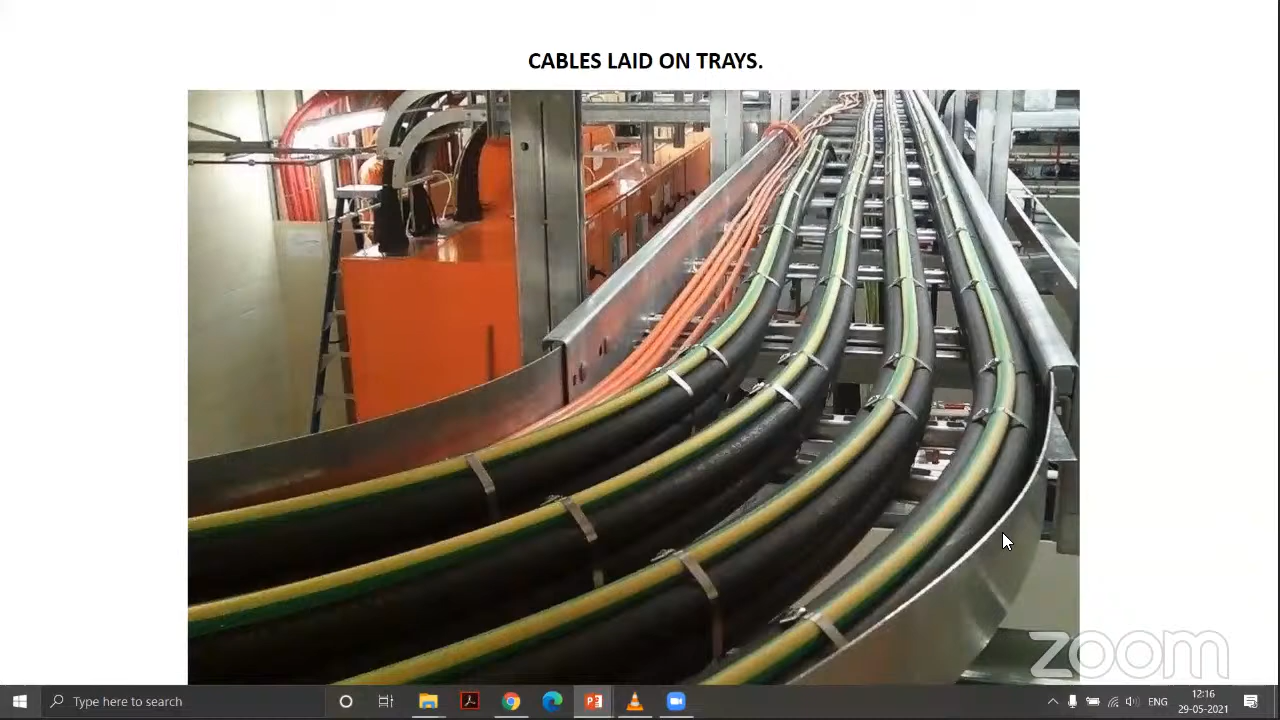 CABLES LAID ON TRAYS.
zoom
Type here to search
ENG
12:16
29-05-2021